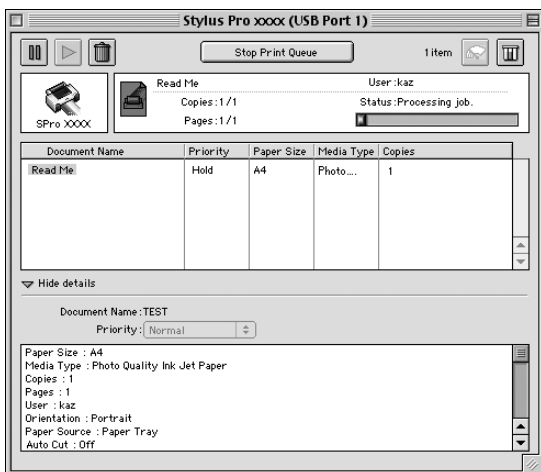 Stylus Pro xxxx (USB Port 1)
Stop Print Queue
1 item
Read Me User :kaz
Copies :1/1 Status :Processing job.
Pages :1/1
SPro XXXX
Document Name Priority Paper Size Media Type Copies
Read Me Hold A4 Photo.... 1
Hide details
Document Name :TEST
Priority : Normal
Paper Size : A4
Media Type : Photo Quality Ink Jet Paper
Copies : 1
Pages : 1
User : kaz
Orientation : Portrait
Paper Source : Paper Tray
Auto Cut : Off